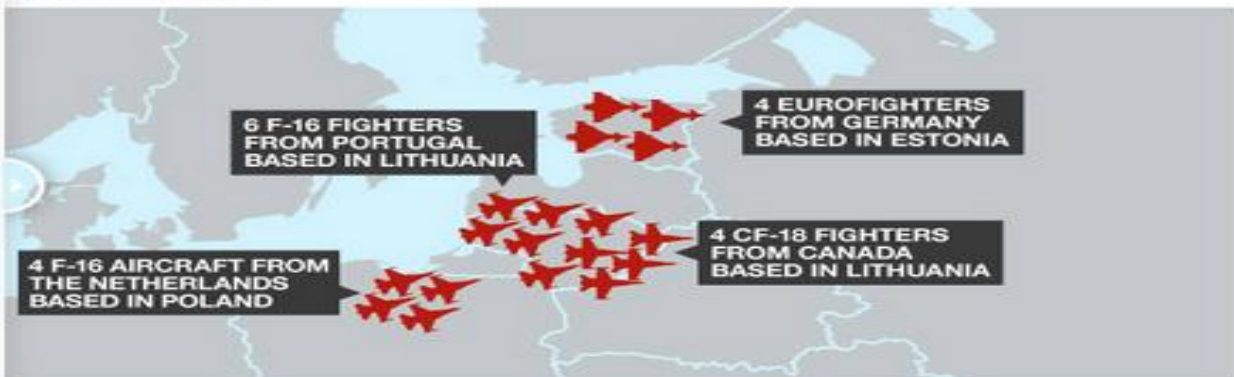 6 F-16 FIGHTERS
FROM PORTUGAL
BASED IN LITHUANIA
4 EUROFIGHTERS
FROM GERMANY
BASED IN ESTONIA
4 CF-18 FIGHTERS
FROM CANADA
BASED IN LITHUANIA
4 F-16 AIRCRAFT FROM
THE NETHERLANDS
BASED IN POLAND